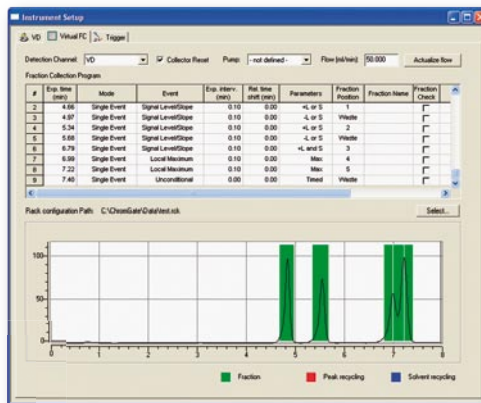 Instrument Setup
VD Virtual FC Trigger
Detection Channel: VD Collector Reset Pump: - not defined - Flow (ml/min): 50.000 Actualize flow
Fraction Collection Program
# Exp. time (min) Mode Event Exp. interv. (min) Rel. time shift (min) Parameters Fraction Position Fraction Name Fraction Check
2 4.66 Single Event Signal Level/Slope 0.10 0.00 +L or S 1
3 4.97 Single Event Signal Level/Slope 0.10 0.00 -L or S Waste
4 5.34 Single Event Signal Level/Slope 0.10 0.00 +L or S 2
5 5.68 Single Event Signal Level/Slope 0.10 0.00 -L or S Waste
6 6.79 Single Event Signal Level/Slope 0.10 0.00 +L and S 3
7 6.99 Single Event Local Maximum 0.10 0.00 Max 4
8 7.22 Single Event Local Maximum 0.10 0.00 Max 5
9 7.40 Single Event Unconditional 0.00 0.00 Timed Waste
Rack configuration Path: C:\ChromGate\Data\test.rck Select...
100
50
0
0 1 2 3 4 5 6 7 8
Fraction Peak recycling Solvent recycling